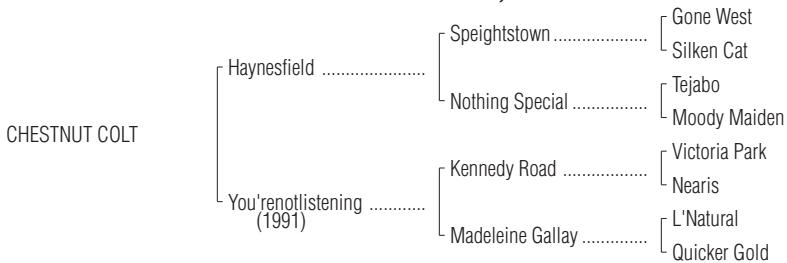 Gone West
Speightstown ....................
Silken Cat
Haynesfield ......................
Tejabo
Nothing Special ................
Moody Maiden
CHESTNUT COLT
Victoria Park
Kennedy Road ..................
Nearis
You'renotlistening ............
(1991)
L'Natural
Madeleine Gallay ..............
Quicker Gold